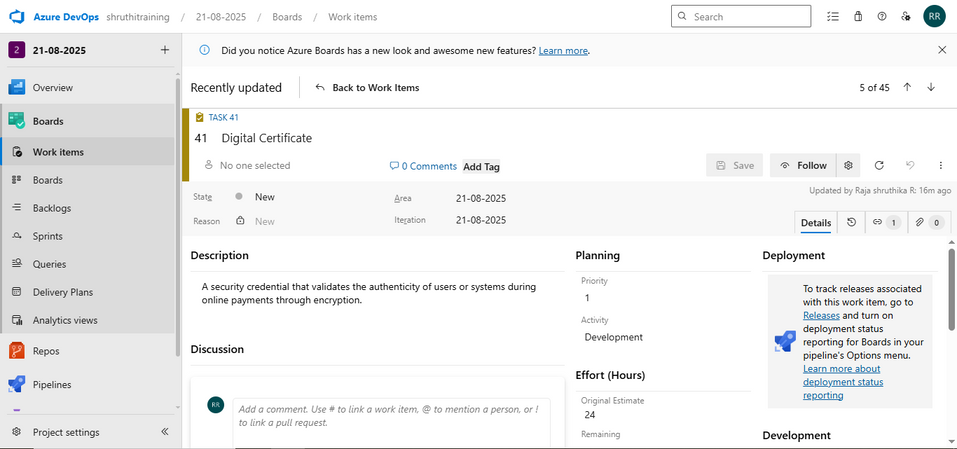 Azure DevOps shruthitraining / 21-08-2025 / Boards / Work items
Search
RR
2 21-08-2025
Overview
Boards
Work items
Boards
Backlogs
Sprints
Queries
Delivery Plans
Analytics views
Repos
Pipelines
Project settings
Did you notice Azure Boards has a new look and awesome new features? Learn more.
Recently updated
Back to Work Items
5 of 45
TASK 41
41 Digital Certificate
No one selected
0 Comments
Add Tag
Save
Follow
State
New
Area
21-08-2025
Updated by Raja shruthika R: 16m ago
Reason
New
Iteration
21-08-2025
Details
1
0
Description
A security credential that validates the authenticity of users or systems during
online payments through encryption.
Discussion
RR
Add a comment. Use # to link a work item, @ to mention a person, or !
to link a pull request.
Planning
Priority
1
Activity
Development
Effort (Hours)
Original Estimate
24
Remaining
Deployment
To track releases associated
with this work item, go to
Releases and turn on
deployment status
reporting for Boards in your
pipeline's Options menu.
Learn more about
deployment status
reporting
Development